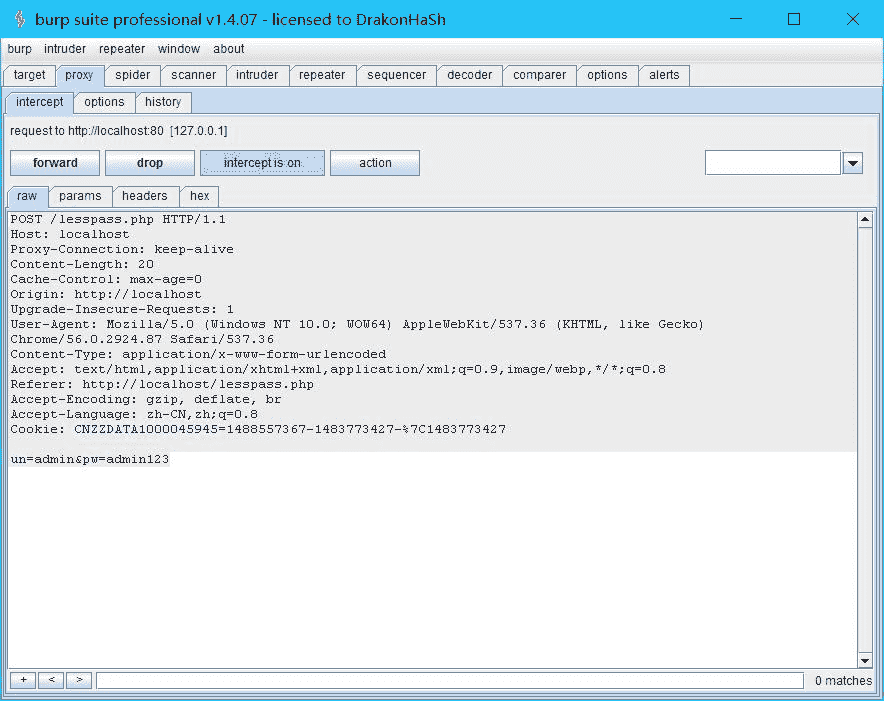 burp suite professional v1.4.07 - licensed to DrakonHaSh
burp intruder repeater window about
target proxy spider scanner intruder repeater sequencer decoder comparer options alerts
intercept options history
request to http://localhost:80 [127.0.0.1]
forward drop intercept is on action
raw params headers hex
POST /lesspass.php HTTP/1.1
Host: localhost
Proxy-Connection: keep-alive
Content-Length: 20
Cache-Control: max-age=0
Origin: http://localhost
Upgrade-Insecure-Requests: 1
User-Agent: Mozilla/5.0 (Windows NT 10.0; WOW64) AppleWebKit/537.36 (KHTML, like Gecko)
Chrome/56.0.2924.87 Safari/537.36
Content-Type: application/x-www-form-urlencoded
Accept: text/html,application/xhtml+xml,application/xml;q=0.9,image/webp,*/*;q=0.8
Referer: http://localhost/lesspass.php
Accept-Encoding: gzip, deflate, br
Accept-Language: zh-CN,zh;q=0.8
Cookie: CNZZDATA1000045945=1488557367-1483773427-%7C1483773427
un=admin&pw=admin123
+ < > 0 matches